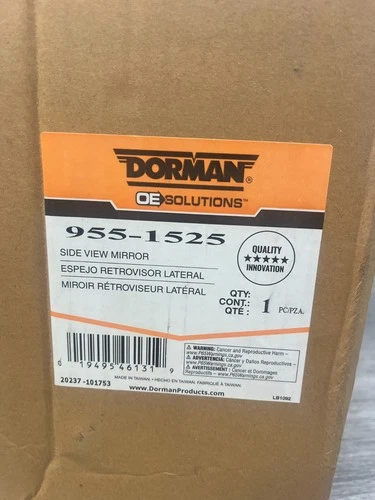 DORMAN®
OE SOLUTIONS™
955-1525
SIDE VIEW MIRROR
ESPEJO RETROVISOR LATERAL
MIROIR RÉTROVISEUR LATÉRAL
QUALITY
★★★★★
INNOVATION
QTY:
CONT.:
QTÉ :
1 PC/PZA.
WARNING: Cancer and Reproductive Harm –
www.P65Warnings.ca.gov.
ADVERTENCIA: Cáncer y Daños Reproductivos –
www.P65Warnings.ca.gov.
AVERTISSEMENT : Cancer et Dommages
Reproductifs – www.P65Warnings.ca.gov.
0 19495 46131 9
MADE IN TAIWAN. • HECHO EN TAIWAN. FABRIQUÉ À TAIWAN.
20237 -101753
www.DormanProducts.com
LB1092